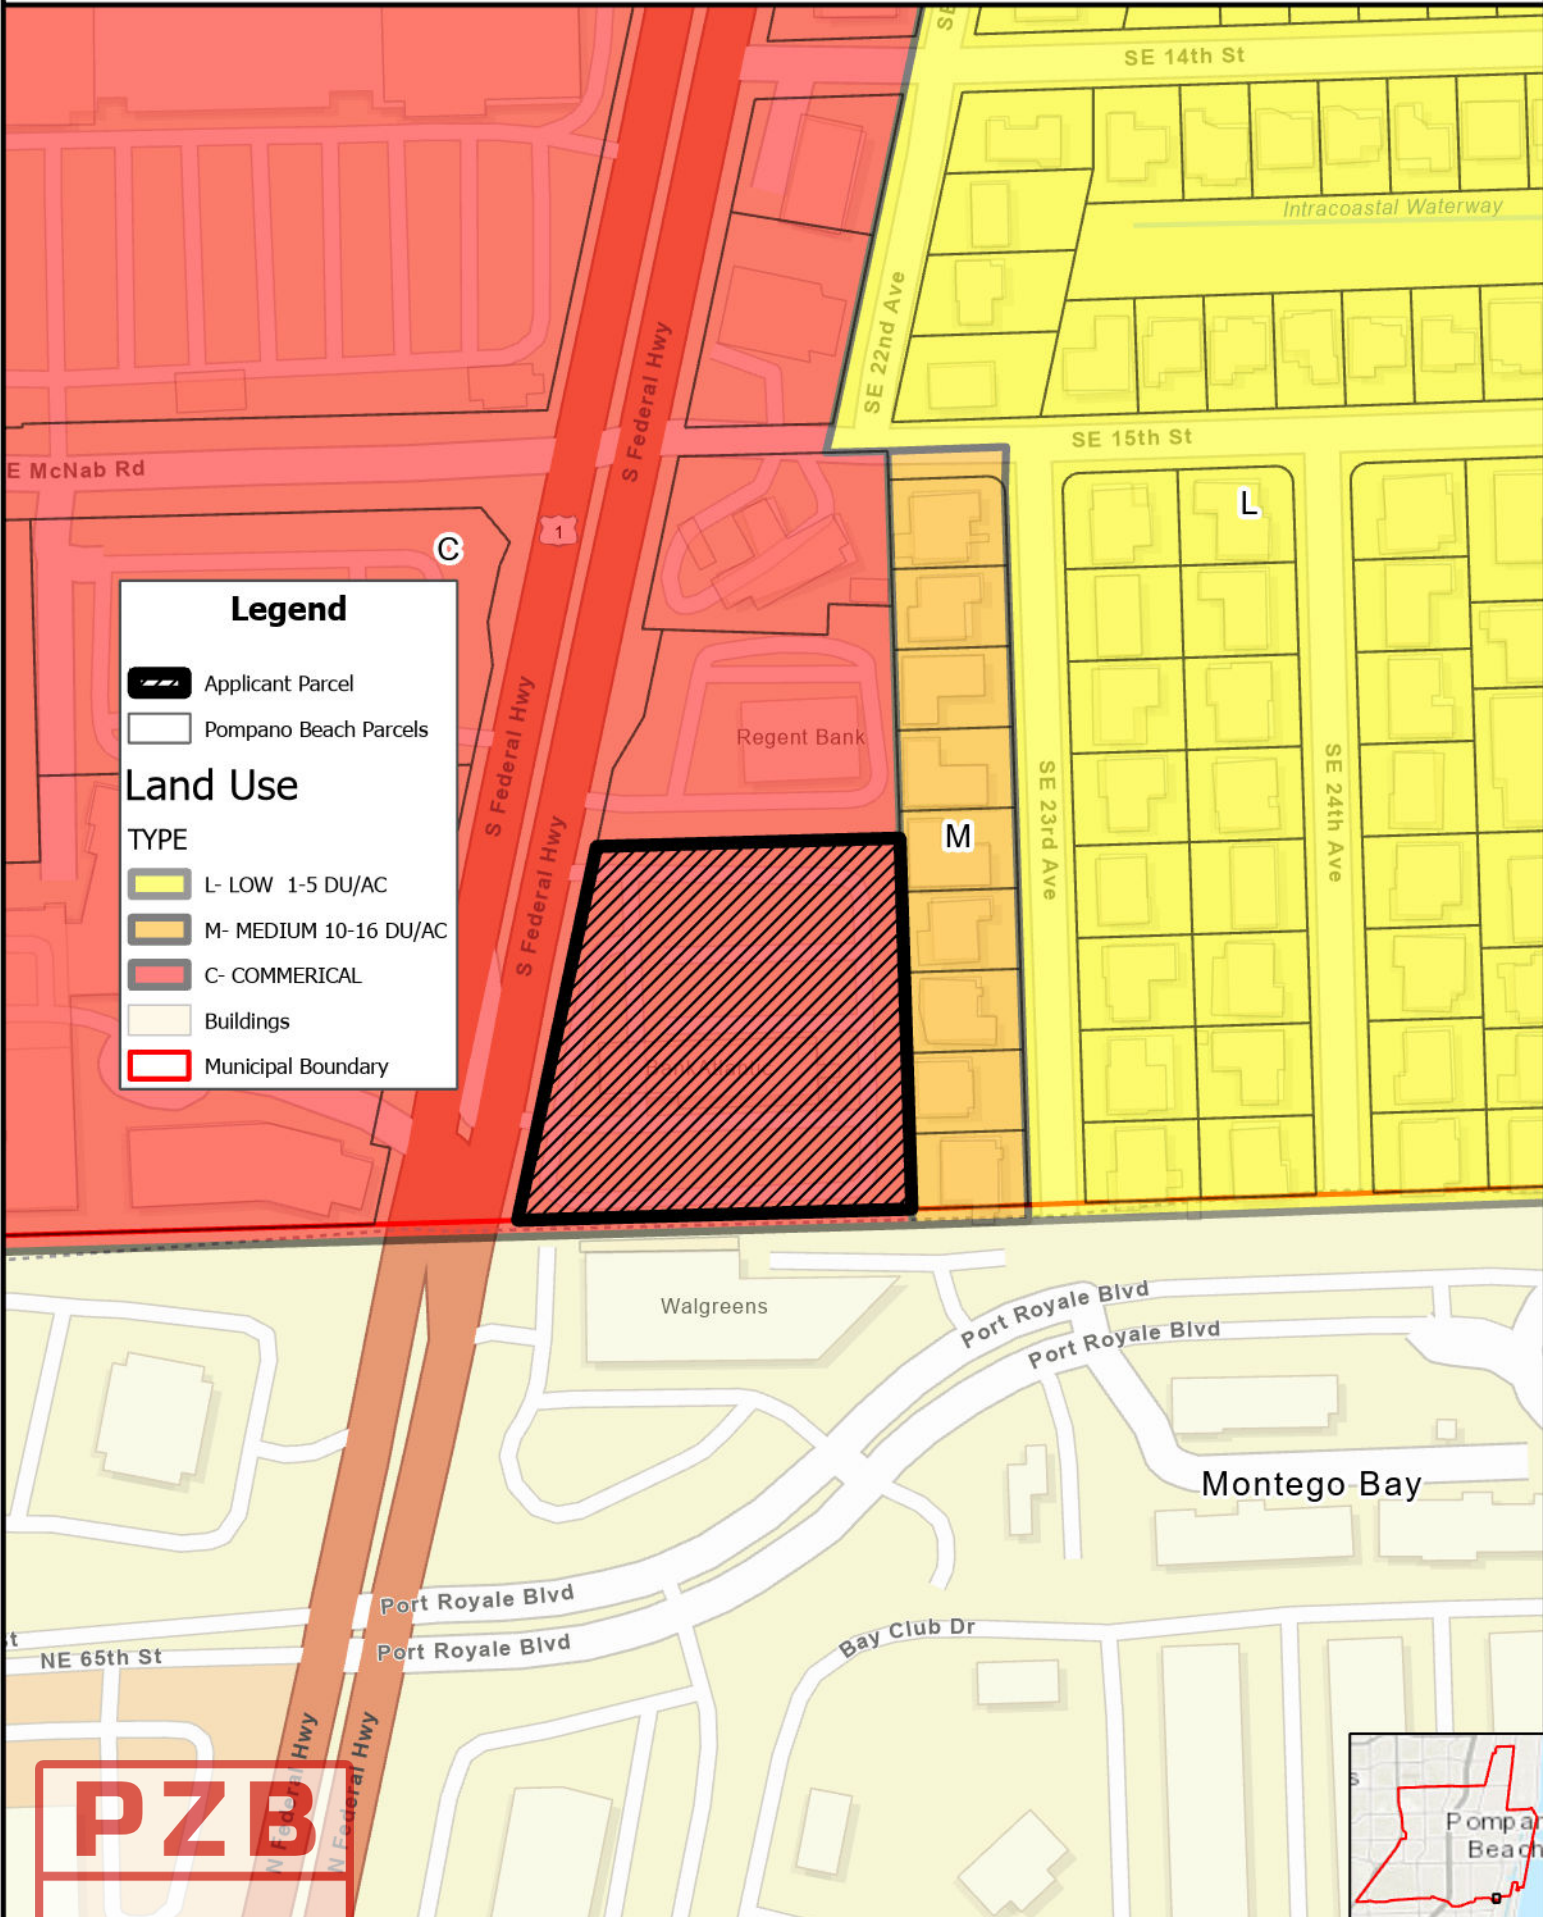 SE
SE 14th St
Intracoastal Waterway
SE 22nd Ave
S Federal Hwy
SE 15th St
E McNab Rd
L
1
C
Legend
Applicant Parcel
Pompano Beach Parcels
Land Use
TYPE
L- LOW 1-5 DU/AC
M- MEDIUM 10-16 DU/AC
C- COMMERICAL
Buildings
Municipal Boundary
S Federal Hwy
S Federal Hwy
Regent Bank
M
SE 23rd Ave
SE 24th Ave
BankAtlantic
Walgreens
Port Royale Blvd
Port Royale Blvd
Montego Bay
Port Royale Blvd
Port Royale Blvd
NE 65th St
Bay Club Dr
N Federal Hwy
N Federal Hwy
PZB
Pompan
Beach